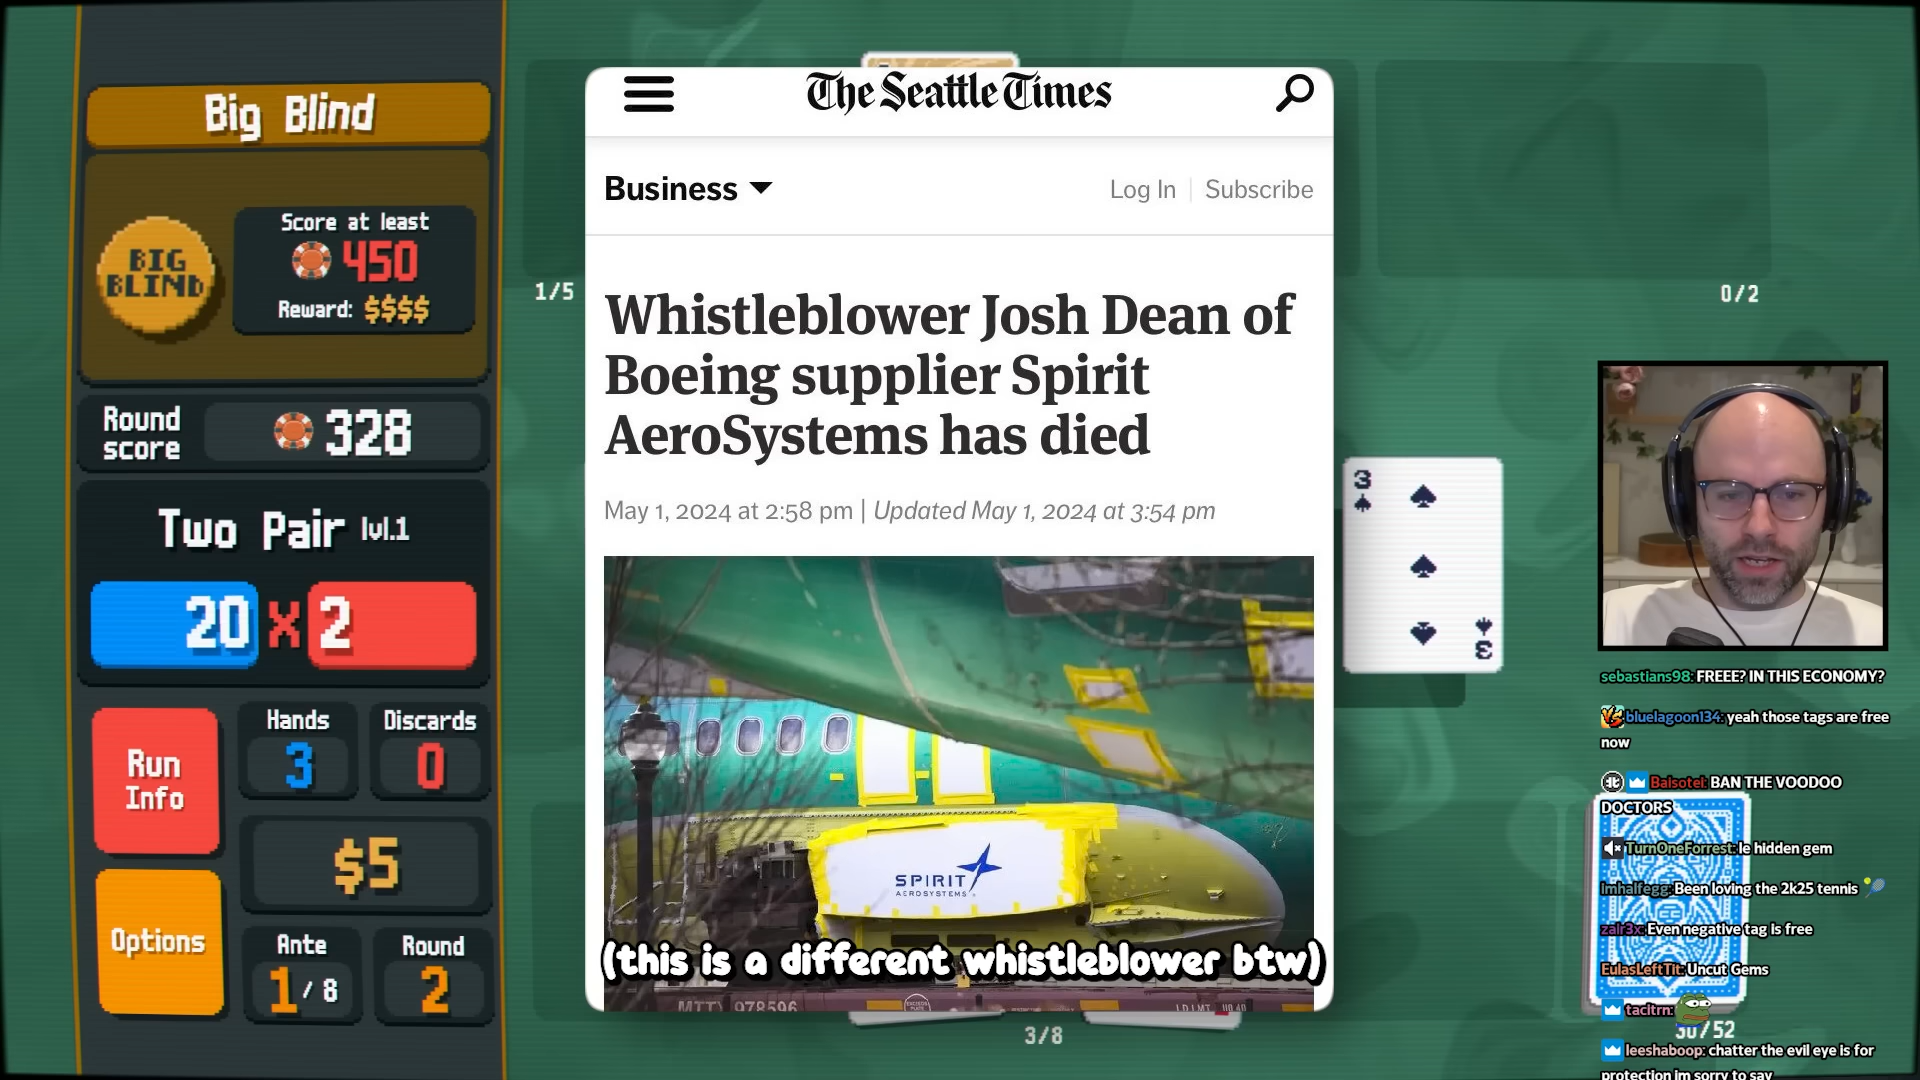 Big Blind
BIG
BLIND
Score at least
450
Reward: $$$$
Round
score
328
Two Pair lvl.1
20 X 2
Run
Info
Hands
3
Discards
0
$5
Options
Ante
1 / 8
Round
2
1/5
The Seattle Times
Business
Log In | Subscribe
Whistleblower Josh Dean of
Boeing supplier Spirit
AeroSystems has died
May 1, 2024 at 2:58 pm | Updated May 1, 2024 at 3:54 pm
SPIRIT
AEROSYSTEMS
(this is a different whistleblower btw)
978596
3/8
0/2
3
3
sebastians98: FREEE? IN THIS ECONOMY?
bluelagoon134: yeah those tags are free
now
Balsotel: BAN THE VOODOO
DOCTORS
TurnOneForrest: le hidden gem
Imhalfegg: Been loving the 2k25 tennis
zalr3x: Even negative tag is free
EulasLeftTit: Uncut Gems
tacitrn:
/52
leeshaboop: chatter the evil eye is for
protection im sorry to say